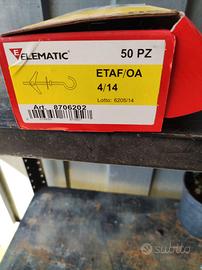 ELEMATIC
50 PZ
ETAF/OA
4/14
Lotto: 6205/14
Art. 8706202
subito